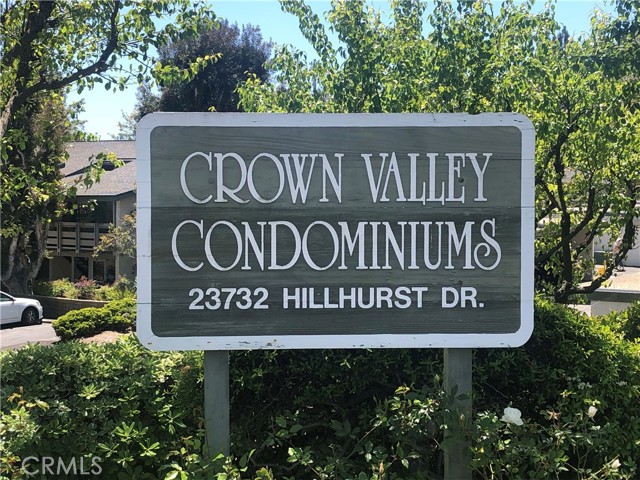 CROWN VALLEY
CONDOMINIUMS
23732 HILLHURST DR.
CRMLS